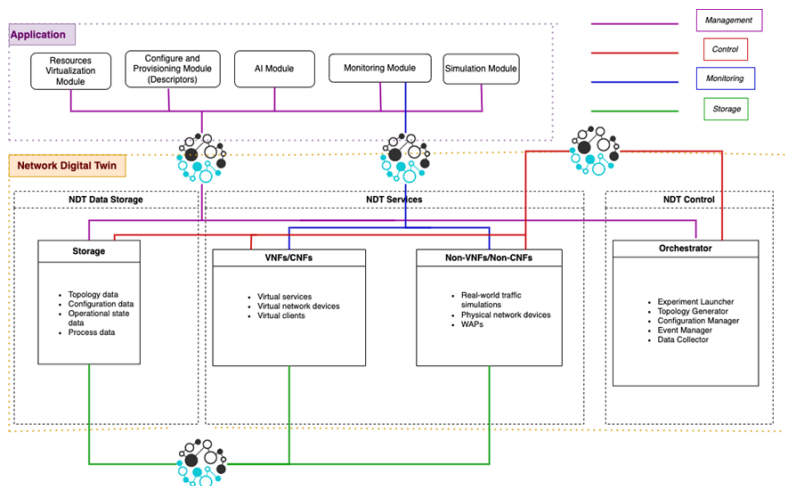 Application
Resources
Virtualization
Module
Configure and
Provisioning Module
(Descriptors)
AI Module
Monitoring Module
Simulation Module
Management
Control
Monitoring
Storage
Network Digital Twin
NDT Data Storage
NDT Services
NDT Control
Storage
• Topology data
• Configuration data
• Operational state
data
• Process data
VNFs/CNFs
• Virtual services
• Virtual network devices
• Virtual clients
Non-VNFs/Non-CNFs
• Real-world traffic
simulations
• Physical network devices
• WAPs
Orchestrator
• Experiment Launcher
• Topology Generator
• Configuration Manager
• Event Manager
• Data Collector